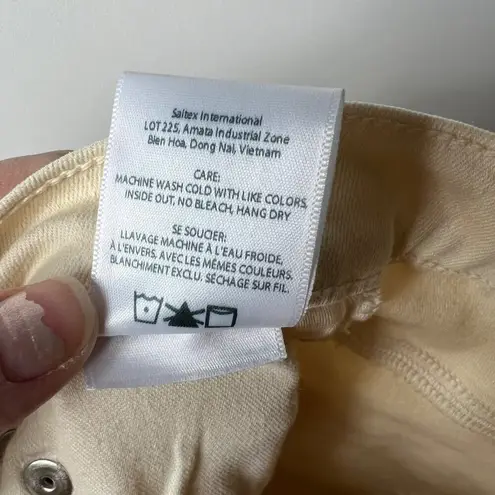 Saitex International
LOT 225, Amata Industrial Zone
Bien Hoa, Dong Nai, Vietnam
CARE:
MACHINE WASH COLD WITH LIKE COLORS,
INSIDE OUT, NO BLEACH, HANG DRY
SE SOUCIER:
LLAVAGE MACHINE À L'EAU FROIDE,
À L'ENVERS, AVEC LES MÊMES COULEURS.
BLANCHIMENT EXCLU. SÉCHAGE SUR FIL.